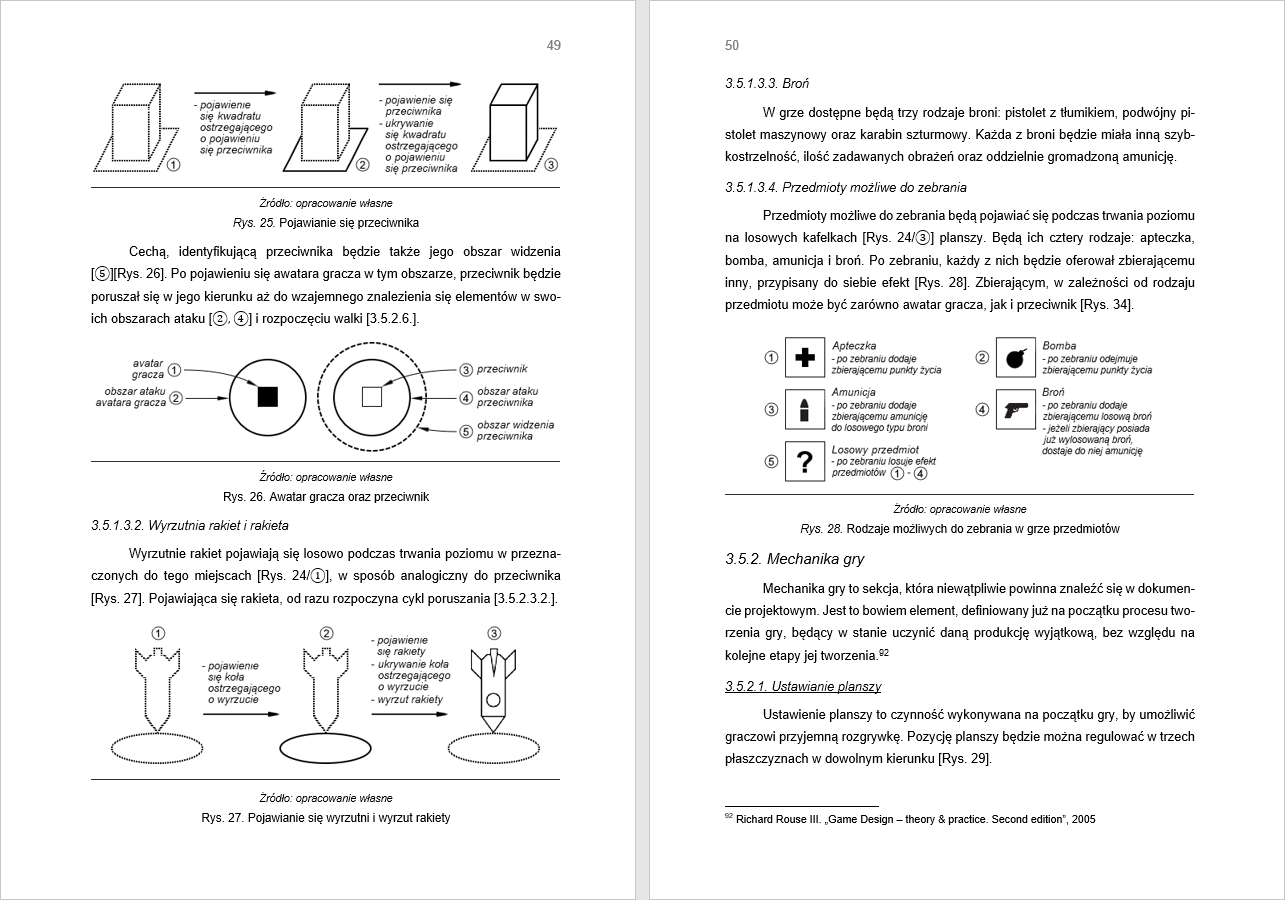 49
- pojawienie
się kwadratu
ostrzegającego
o pojawieniu
się przeciwnika
- pojawienie się
przeciwnika
- ukrywanie
się kwadratu
ostrzegającego
o pojawieniu
się przeciwnika
① ② ③
Źródło: opracowanie własne
Rys. 25. Pojawianie się przeciwnika
Cechą, identyfikującą przeciwnika będzie także jego obszar widzenia
[⑤][Rys. 26]. Po pojawieniu się awatara gracza w tym obszarze, przeciwnik będzie
poruszał się w jego kierunku aż do wzajemnego znalezienia się elementów w swo-
ich obszarach ataku [②, ④] i rozpoczęciu walki [3.5.2.6.].
avatar
gracza ①
obszar ataku
avatara gracza ②
③ przeciwnik
④ obszar ataku
przeciwnika
⑤ obszar widzenia
przeciwnika
Źródło: opracowanie własne
Rys. 26. Awatar gracza oraz przeciwnik
3.5.1.3.2. Wyrzutnia rakiet i rakieta
Wyrzutnie rakiet pojawiają się losowo podczas trwania poziomu w przezna-
czonych do tego miejscach [Rys. 24/①], w sposób analogiczny do przeciwnika
[Rys. 27]. Pojawiająca się rakieta, od razu rozpoczyna cykl poruszania [3.5.2.3.2.].
① ② ③
- pojawienie
się koła
ostrzegającego
o wyrzucie
- pojawienie
się rakiety
- ukrywanie koła
ostrzegającego
o wyrzucie
- wyrzut rakiety
Źródło: opracowanie własne
Rys. 27. Pojawianie się wyrzutni i wyrzut rakiety
50
3.5.1.3.3. Broń
W grze dostępne będą trzy rodzaje broni: pistolet z tłumikiem, podwójny pi-
stolet maszynowy oraz karabin szturmowy. Każda z broni będzie miała inną szyb-
kostrzelność, ilość zadawanych obrażeń oraz oddzielnie gromadzoną amunicję.
3.5.1.3.4. Przedmioty możliwe do zebrania
Przedmioty możliwe do zebrania będą pojawiać się podczas trwania poziomu
na losowych kafelkach [Rys. 24/③] planszy. Będą ich cztery rodzaje: apteczka,
bomba, amunicja i broń. Po zebraniu, każdy z nich będzie oferował zbierającemu
inny, przypisany do siebie efekt [Rys. 28]. Zbierającym, w zależności od rodzaju
przedmiotu może być zarówno awatar gracza, jak i przeciwnik [Rys. 34].
① Apteczka
- po zebraniu dodaje
zbierającemu punkty życia
② Bomba
- po zebraniu odejmuje
zbierającemu punkty życia
③ Amunicja
- po zebraniu dodaje
zbierającemu amunicję
do losowego typu broni
④ Broń
- po zebraniu dodaje
zbierającemu losową broń
- jeżeli zbierający posiada
już wylosowaną broń,
dostaje do niej amunicję
⑤ ? Losowy przedmiot
- po zebraniu losuje efekt
przedmiotów ① - ④
Źródło: opracowanie własne
Rys. 28. Rodzaje możliwych do zebrania w grze przedmiotów
3.5.2. Mechanika gry
Mechanika gry to sekcja, która niewątpliwie powinna znaleźć się w dokumen-
cie projektowym. Jest to bowiem element, definiowany już na początku procesu two-
rzenia gry, będący w stanie uczynić daną produkcję wyjątkową, bez względu na
kolejne etapy jej tworzenia.92
3.5.2.1. Ustawianie planszy
Ustawienie planszy to czynność wykonywana na początku gry, by umożliwić
graczowi przyjemną rozgrywkę. Pozycję planszy będzie można regulować w trzech
płaszczyznach w dowolnym kierunku [Rys. 29].
92 Richard Rouse III. „Game Design – theory & practice. Second edition”, 2005